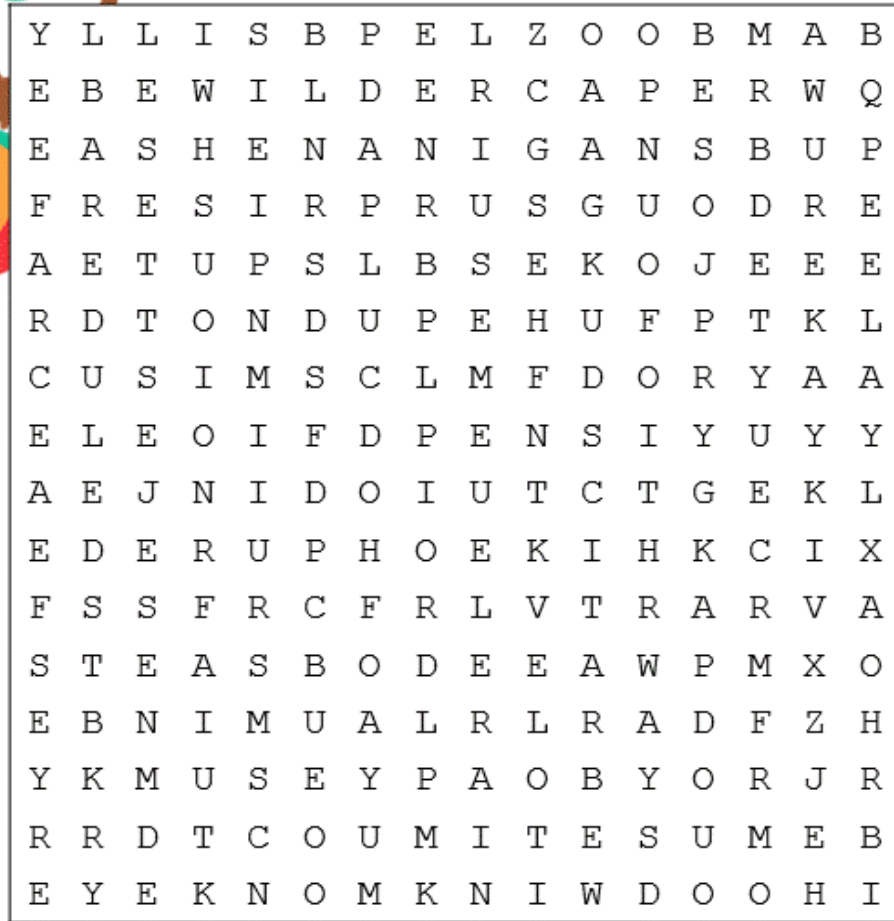 Y L L I S B P E L Z O O B M A B
E B E W I L D E R C A P E R W Q
E A S H E N A N I G A N S B U P
F R E S I R P R U S G U O D R E
A E T U P S L B S E K O J E E E
R D T O N D U P E H U F P T K L
C U S I M S C L M F D O R Y A A
E L E O I F D P E N S I Y U Y Y
A E J N I D O I U T C T G E K L
E D E R U P H O E K I H K C I X
F S S F R C F R L V T R A R V A
S T E A S B O D E E A W P M X O
E B N I M U A L R L R A D F Z H
Y K M U S E Y P A O B Y O R J R
R R D T C O U M I T E S U M E B
E Y E K N O M K N I W D O O H I